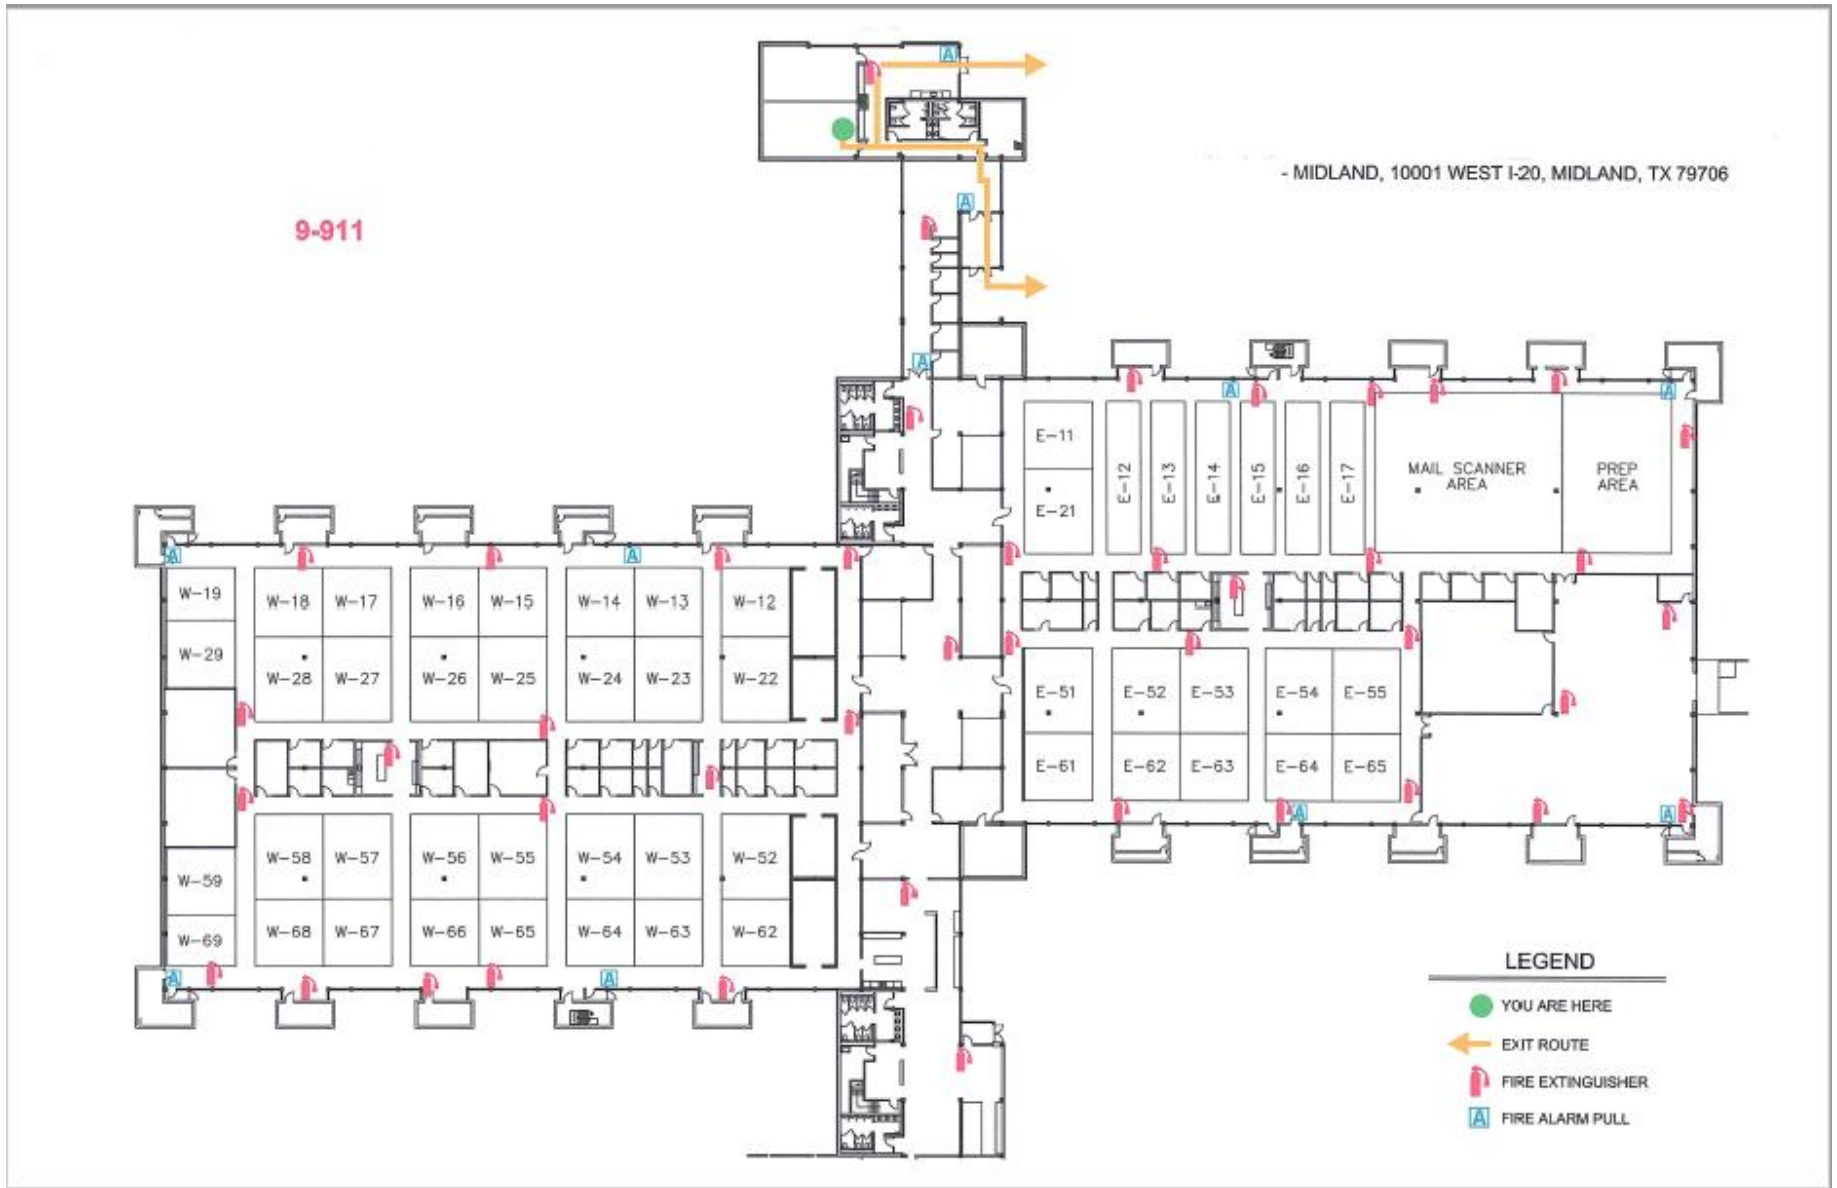 - MIDLAND, 10001 WEST I-20, MIDLAND, TX 79706
9-911
A
A
A
E-11
E-21
E-12
E-13
E-14
E-15
E-16
E-17
MAIL SCANNER
AREA
PREP
AREA
A
A
A
A
W-19
W-18
W-17
W-16
W-15
W-14
W-13
W-12
W-29
W-28
W-27
W-26
W-25
W-24
W-23
W-22
E-51
E-52
E-53
E-54
E-55
E-61
E-62
E-63
E-64
E-65
A
A
W-59
W-58
W-57
W-56
W-55
W-54
W-53
W-52
W-69
W-68
W-67
W-66
W-65
W-64
W-63
W-62
A
A
LEGEND
YOU ARE HERE
EXIT ROUTE
FIRE EXTINGUISHER
A FIRE ALARM PULL